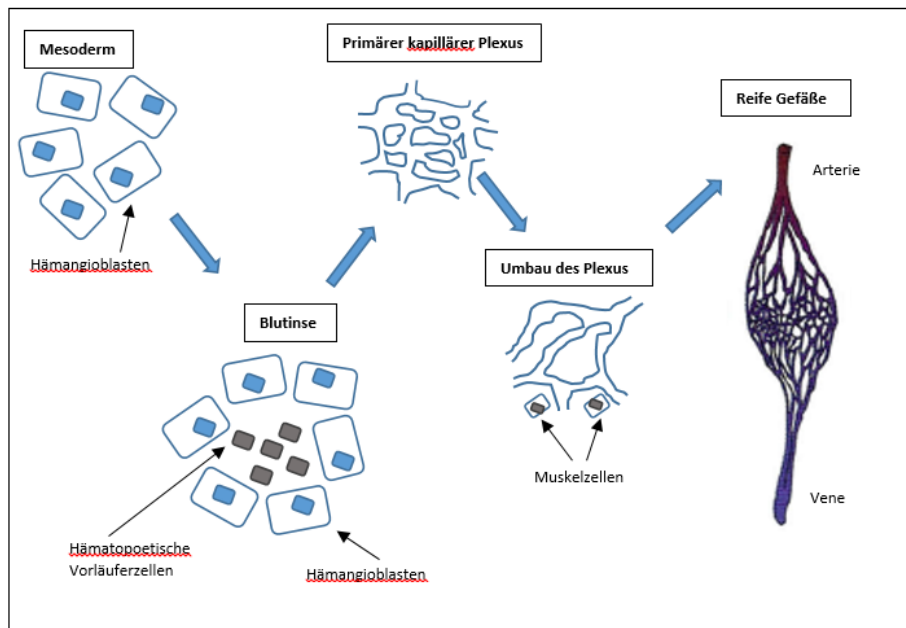 Mesoderm
Hämangioblasten
Blutinse
Hämatopoetische
Vorläuferzellen
Hämangioblasten
Primärer kapillärer Plexus
Umbau des Plexus
Muskelzellen
Reife Gefäße
Arterie
Vene